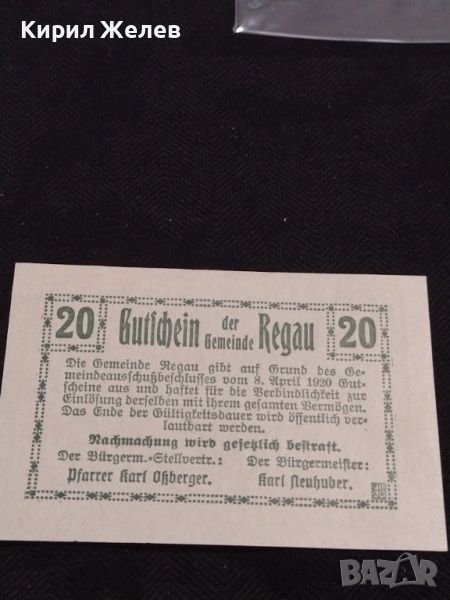 Кирил Желев
20 Gutschein der Gemeinde Regau 20
Die Gemeinde Regau gibt auf Grund des Ge-
meindeausschußbeschlusses vom 8. April 1920 Gut-
scheine aus und haftet für die Verbindlichkeit zur
Einlösung derselben mit ihrem gesamten Vermögen.
Das Ende der Gültigkeitsdauer wird öffentlich ver-
lautbart werden.
Nachmachung wird gesetzlich bestraft.
Der Bürgerm.-Stellvertr.: Der Bürgermeister:
Pfarrer Karl Oßberger. Karl Neuhuber.
BAZAR